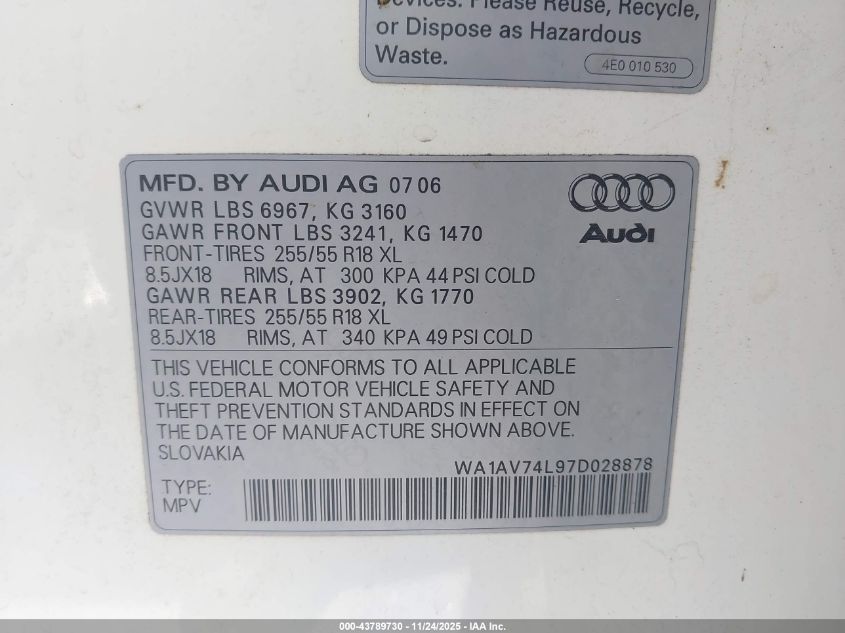 Devices. Please Reuse, Recycle,
or Dispose as Hazardous
Waste.
4E0 010 530
MFD. BY AUDI AG 07 06
GVWR LBS 6967, KG 3160
GAWR FRONT LBS 3241, KG 1470
FRONT-TIRES 255/55 R18 XL
8.5JX18 RIMS, AT 300 KPA 44 PSI COLD
GAWR REAR LBS 3902, KG 1770
REAR-TIRES 255/55 R18 XL
8.5JX18 RIMS, AT 340 KPA 49 PSI COLD
Audi
THIS VEHICLE CONFORMS TO ALL APPLICABLE
U.S. FEDERAL MOTOR VEHICLE SAFETY AND
THEFT PREVENTION STANDARDS IN EFFECT ON
THE DATE OF MANUFACTURE SHOWN ABOVE.
SLOVAKIA
WA1AV74L97D028878
TYPE:
MPV
000-43789730 - 11/24/2025 - IAA Inc.